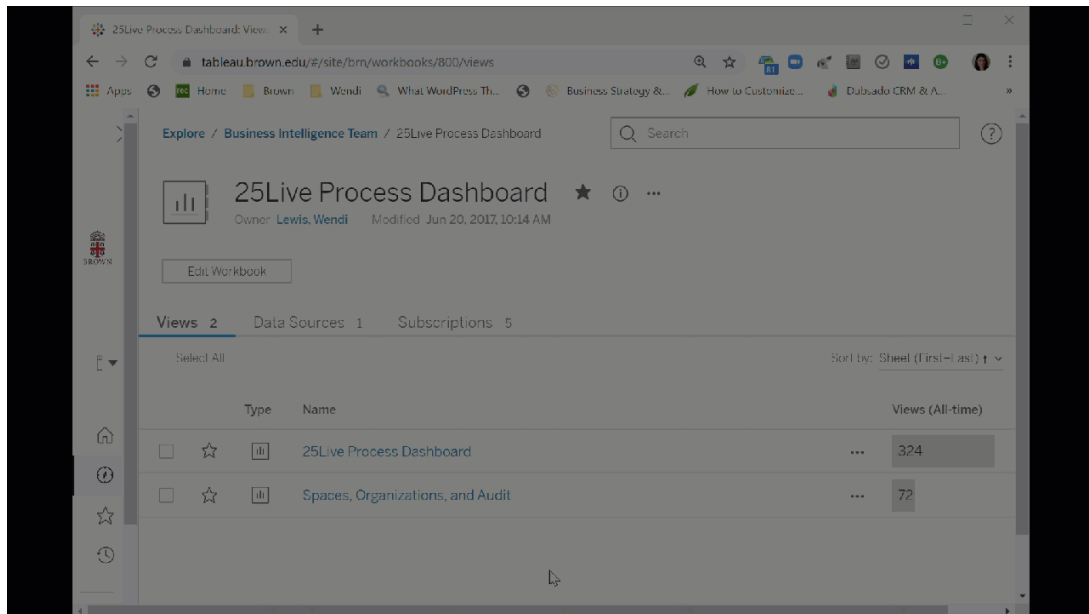 25Live Process Dashboard: View
tableau.brown.edu/#/site/brn/workbooks/800/views
Apps Home Brown Wendi What WordPress Th... Business Strategy &... How to Customize... Dubsado CRM & A... »
Explore / Business Intelligence Team / 25Live Process Dashboard
Search
25Live Process Dashboard
Owner Lewis, Wendi Modified Jun 20, 2017, 10:14 AM
BROWN
Edit Workbook
Views 2 Data Sources 1 Subscriptions 5
Select All Sort by: Sheet (First–Last)
Type Name Views (All-time)
25Live Process Dashboard 324
Spaces, Organizations, and Audit 72